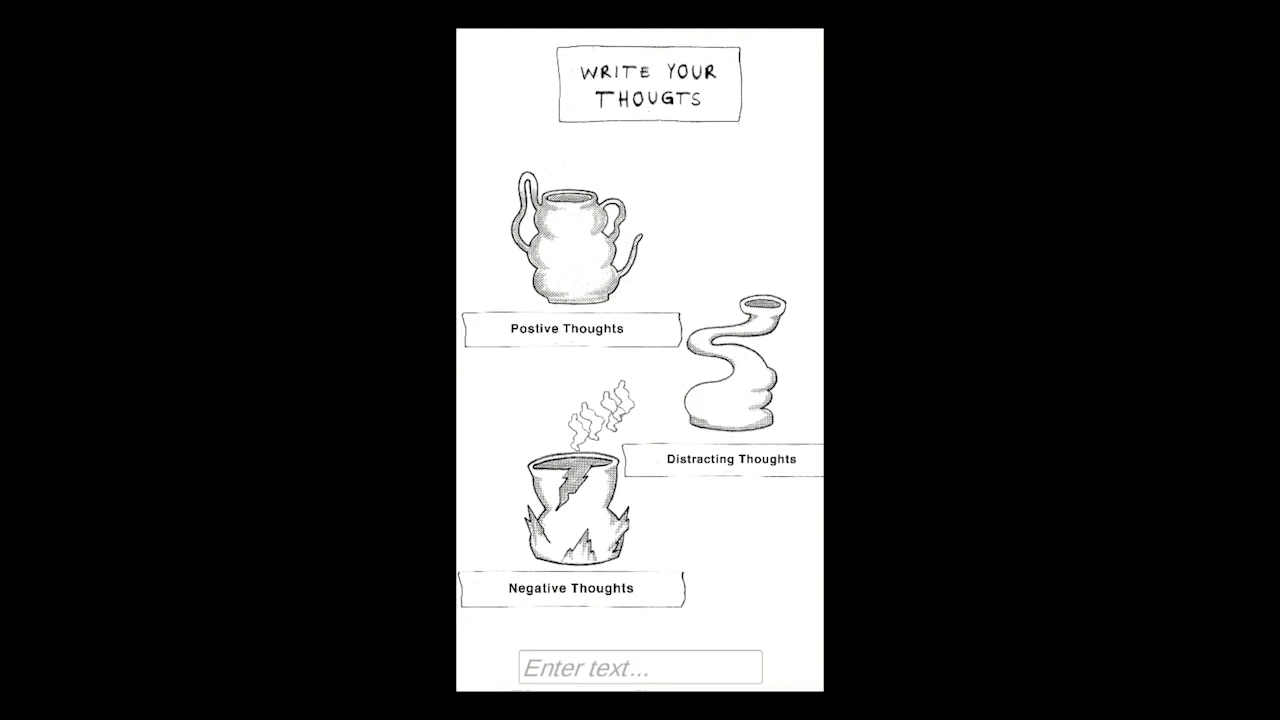 WRITE YOUR
THOUGTS
Postive Thoughts
Distracting Thoughts
Negative Thoughts
Enter text...